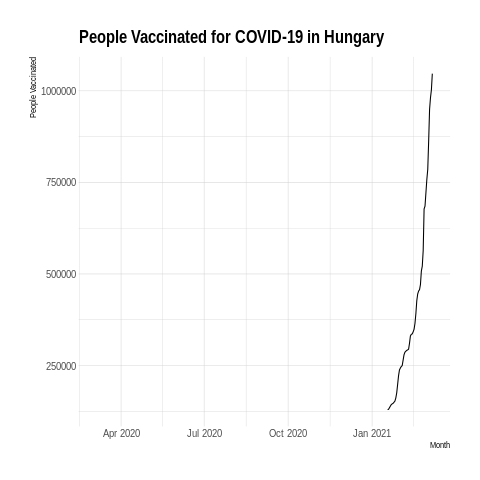 People Vaccinated for COVID-19 in Hungary
People Vaccinated
1000000
750000
500000
250000
Apr 2020
Jul 2020
Oct 2020
Jan 2021
Month